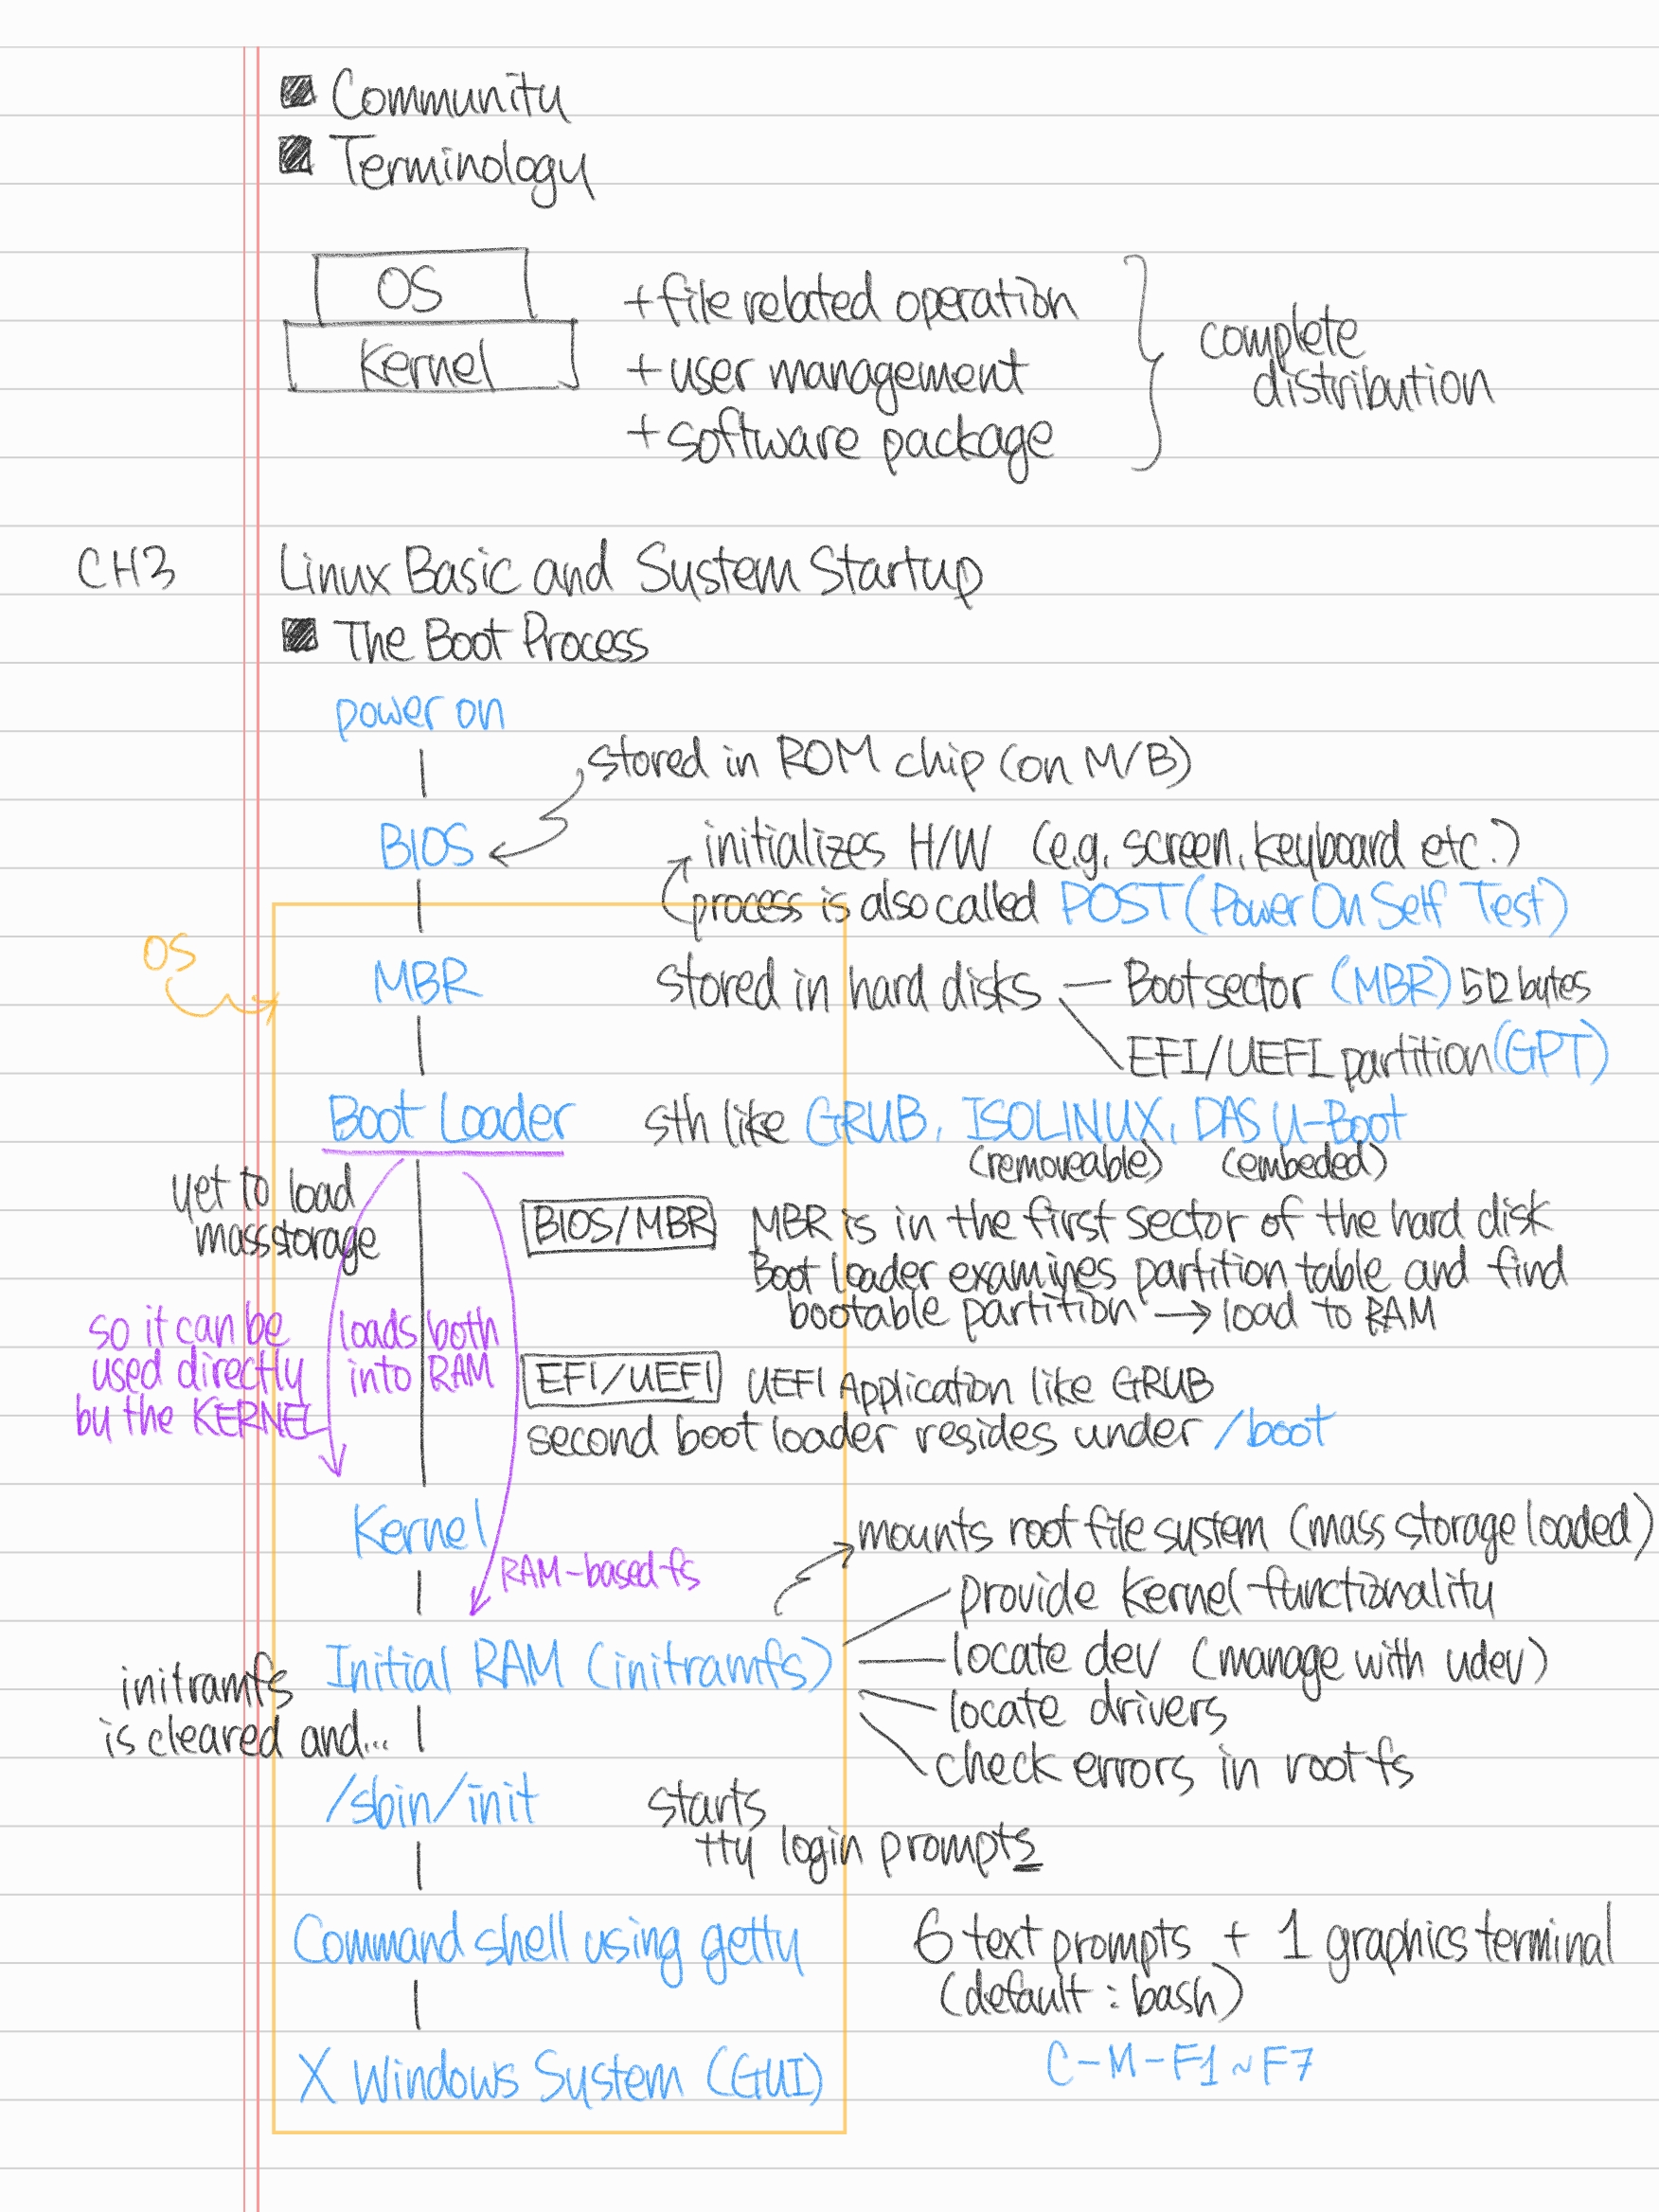 Community
Terminology
OS
Kernel
+ file related operation
+ user management
+ software package
complete
distribution
CH3
Linux Basic and System Startup
The Boot Process
power on
stored in ROM chip (on M/B)
BIOS
initializes H/W (e.g. screen, keyboard etc.)
process is also called POST (Power On Self Test)
OS
MBR
stored in hard disks
Boot sector (MBR) 512 bytes
EFI/UEFI partition (GPT)
Boot Loader
sth like GRUB, ISOLINUX, DAS U-Boot
(removeable) (embeded)
yet to load
mass storage
BIOS/MBR
MBR is in the first sector of the hard disk
Boot loader examines partition table and find
bootable partition → load to RAM
so it can be
used directly
by the KERNEL
loads both
into RAM
EFI/UEFI
UEFI Application like GRUB
second boot loader resides under /boot
Kernel
RAM-based fs
mounts root file system (mass storage loaded)
provide kernel functionality
Initial RAM (initramfs)
locate dev (manage with udev)
locate drivers
check errors in root fs
initramfs
is cleared and...
/sbin/init
starts
tty login prompts
Command shell using getty
6 text prompts + 1 graphics terminal
(default : bash)
X Windows System (GUI)
C-M-F1~F7